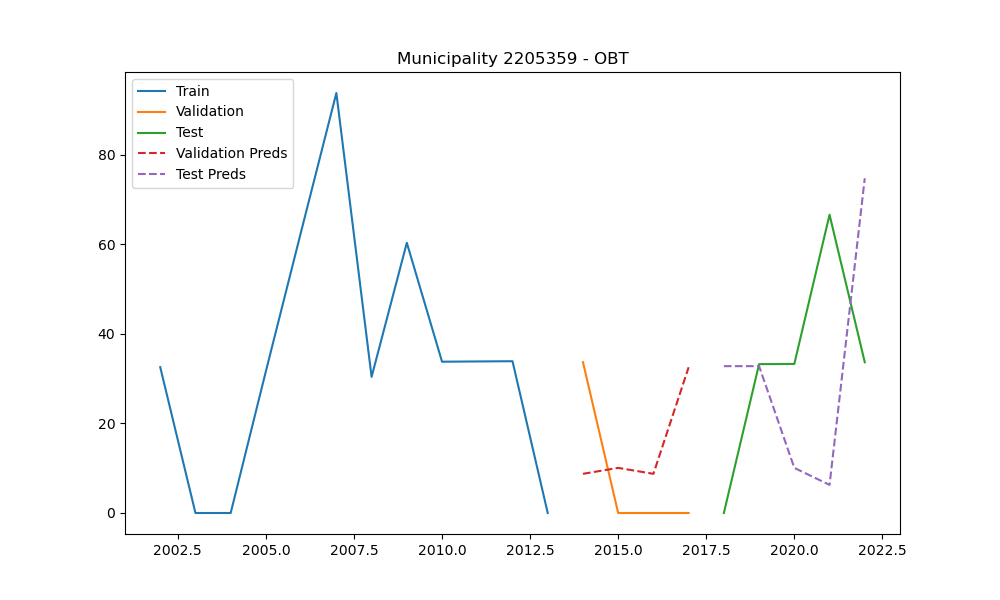 Municipality 2205359 - OBT
Train
Validation
Test
Validation Preds
Test Preds
80
60
40
20
0
2002.5 2005.0 2007.5 2010.0 2012.5 2015.0 2017.5 2020.0 2022.5